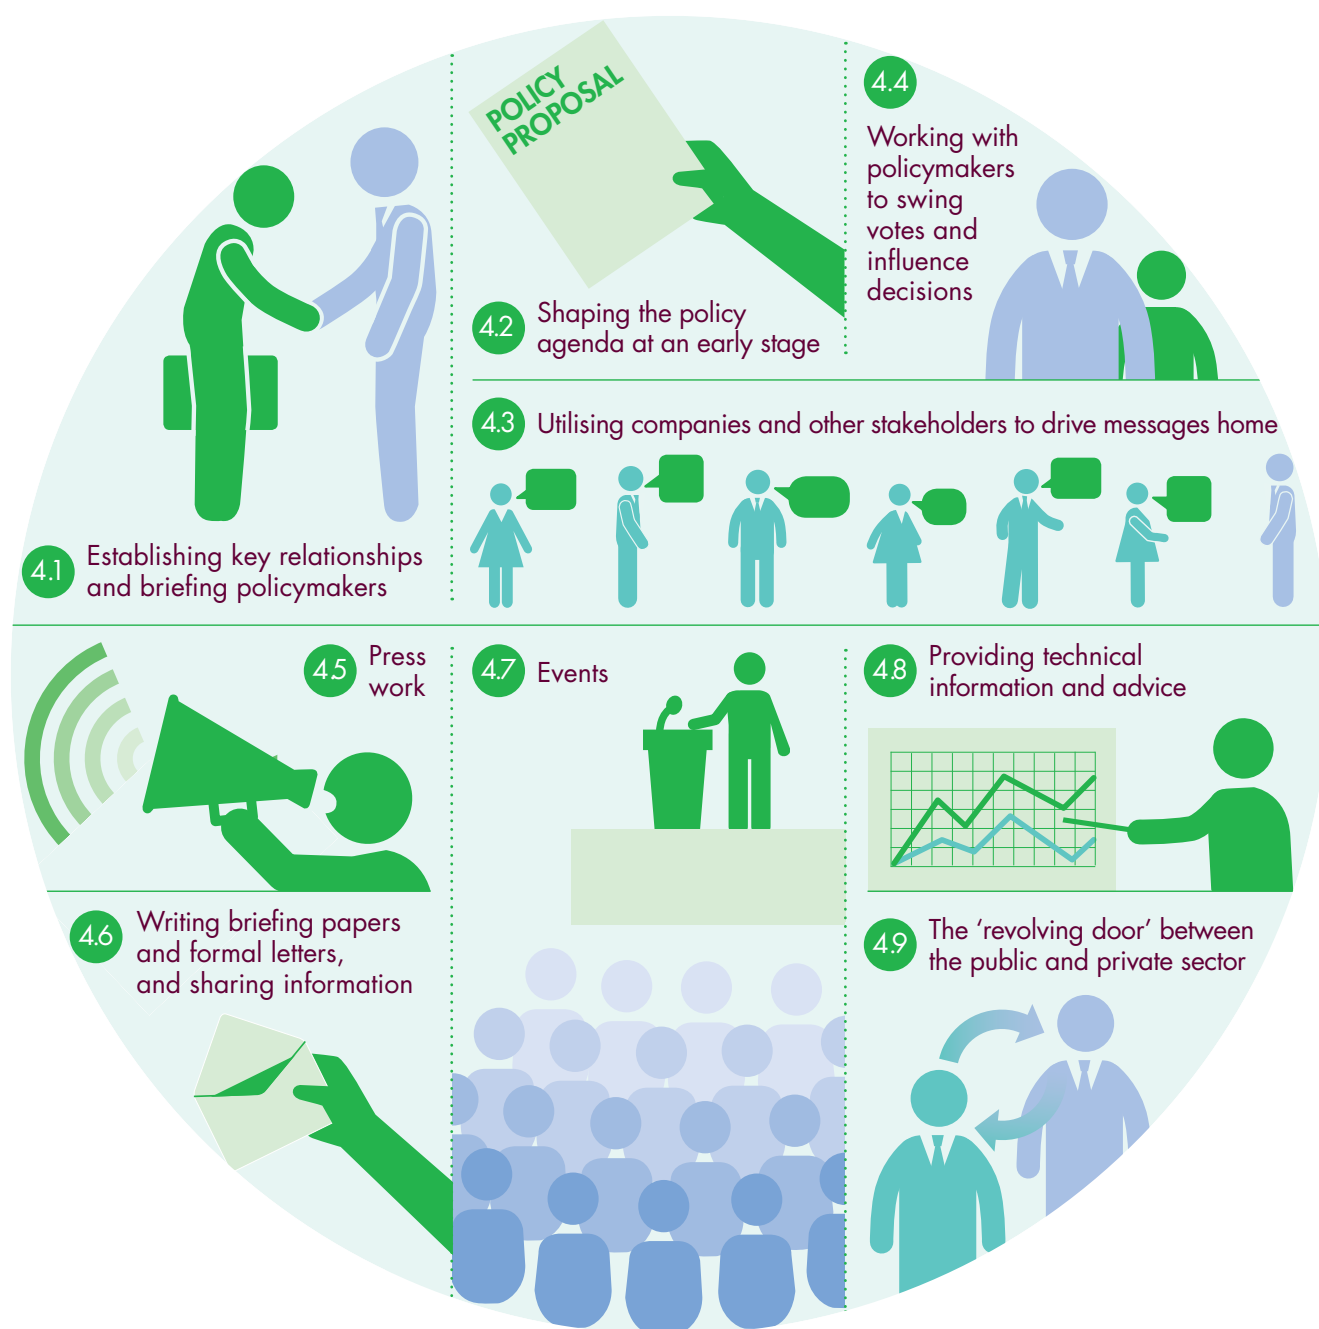 4.1
Establishing key relationships
and briefing policymakers
POLICY
PROPOSAL
4.2
Shaping the policy
agenda at an early stage
4.4
Working with
policymakers
to swing
votes and
influence
decisions
4.3
Utilising companies and other stakeholders to drive messages home
4.5
Press
work
4.6
Writing briefing papers
and formal letters,
and sharing information
4.7
Events
4.8
Providing technical
information and advice
4.9
The ‘revolving door’ between
the public and private sector